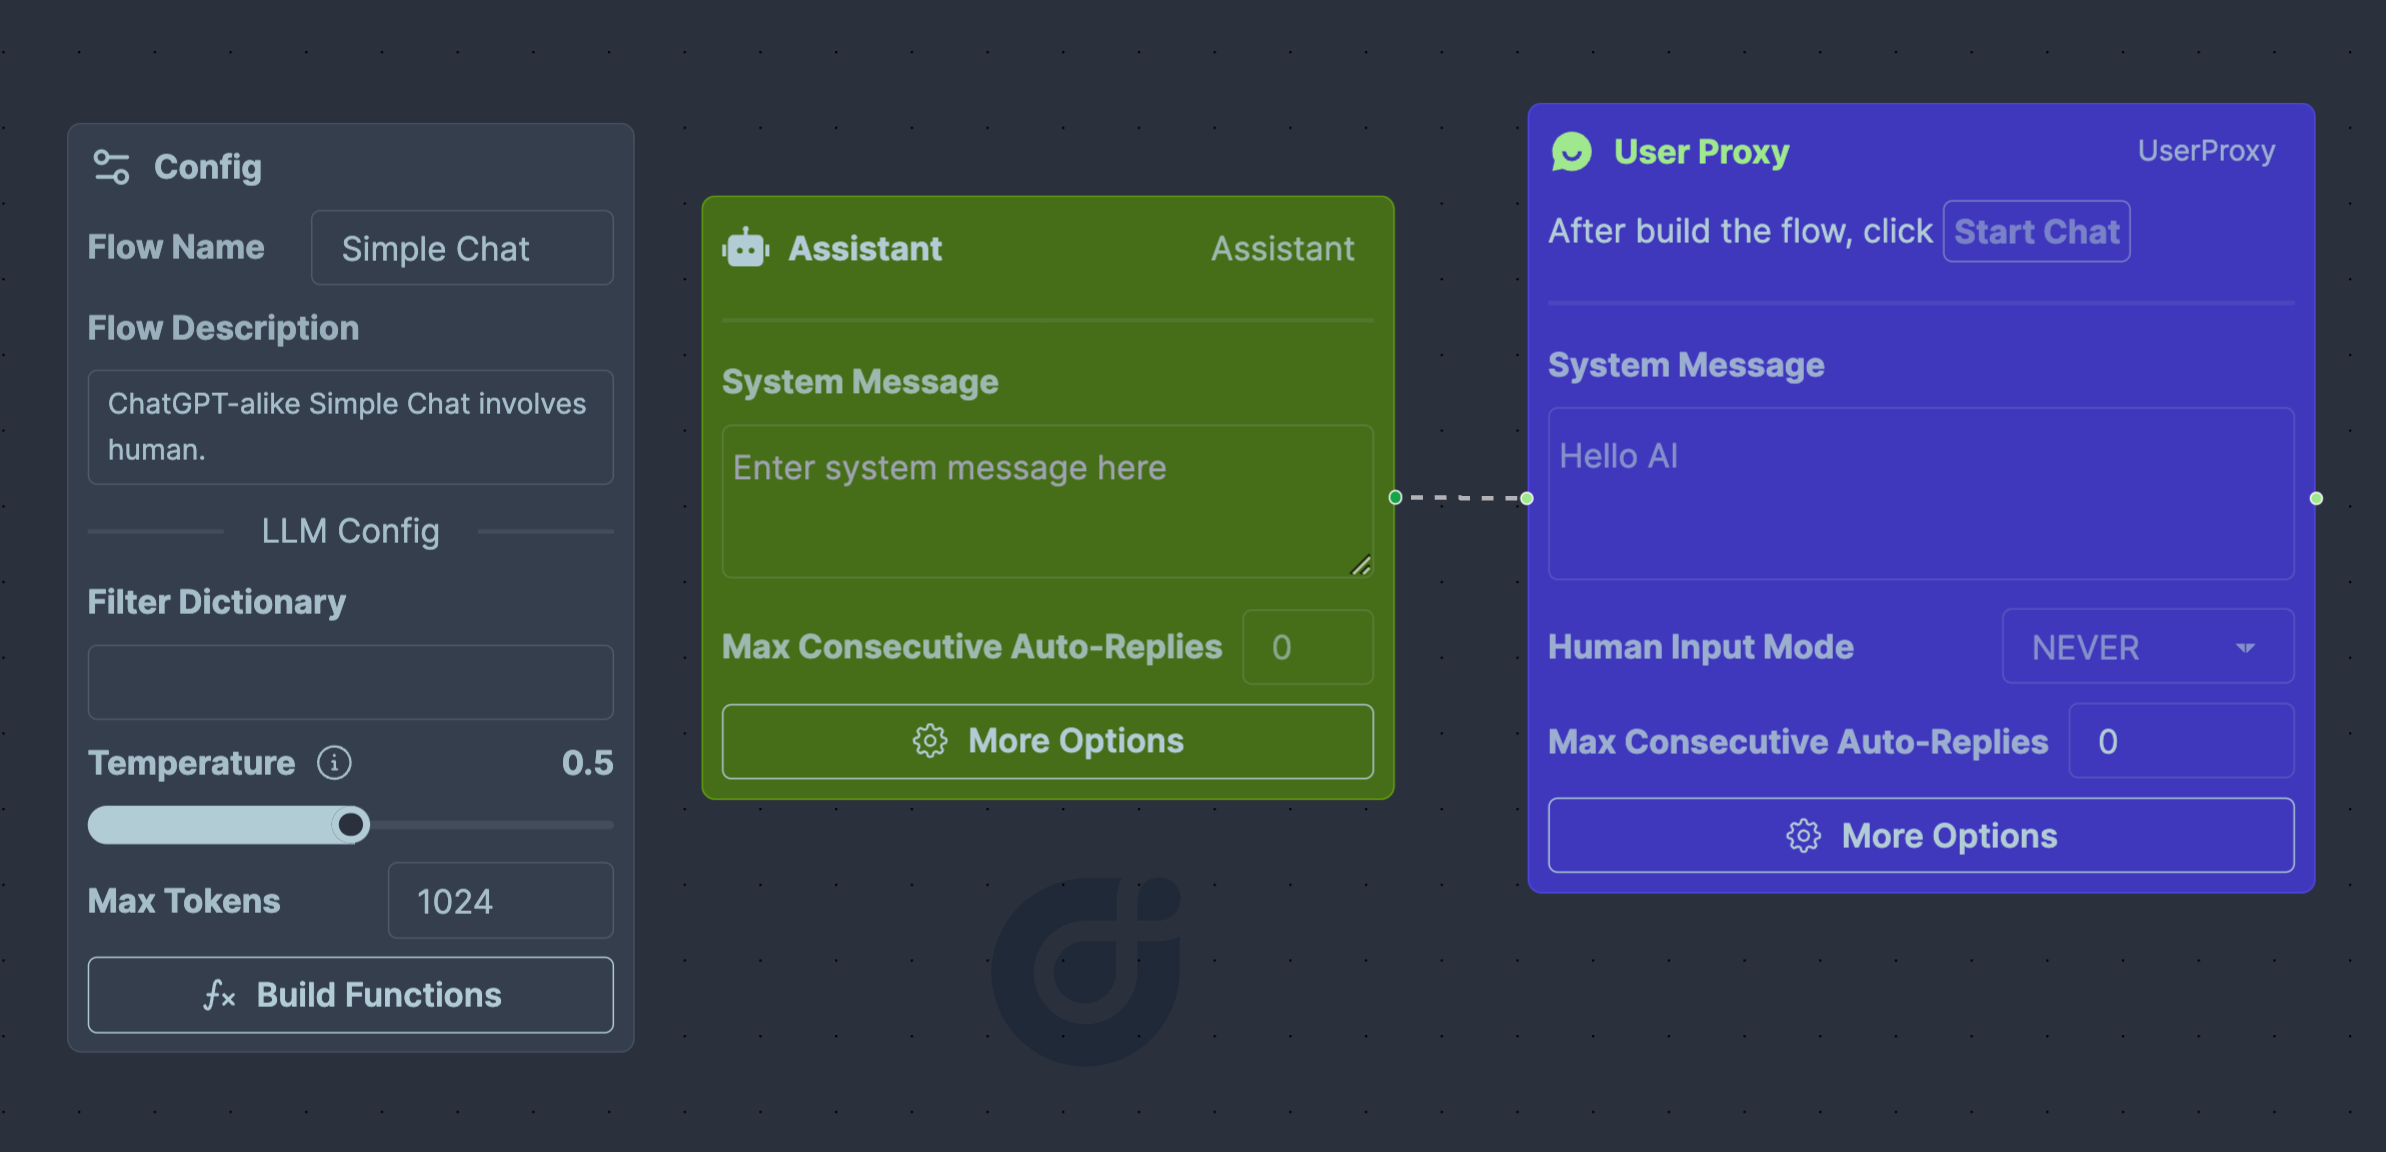 Config
Flow Name
Simple Chat
Flow Description
ChatGPT-alike Simple Chat involves
human.
LLM Config
Filter Dictionary
Temperature
0.5
Max Tokens
1024
fx Build Functions
Assistant
Assistant
System Message
Enter system message here
Max Consecutive Auto-Replies
0
More Options
User Proxy
UserProxy
After build the flow, click Start Chat
System Message
Hello AI
Human Input Mode
NEVER
Max Consecutive Auto-Replies
0
More Options